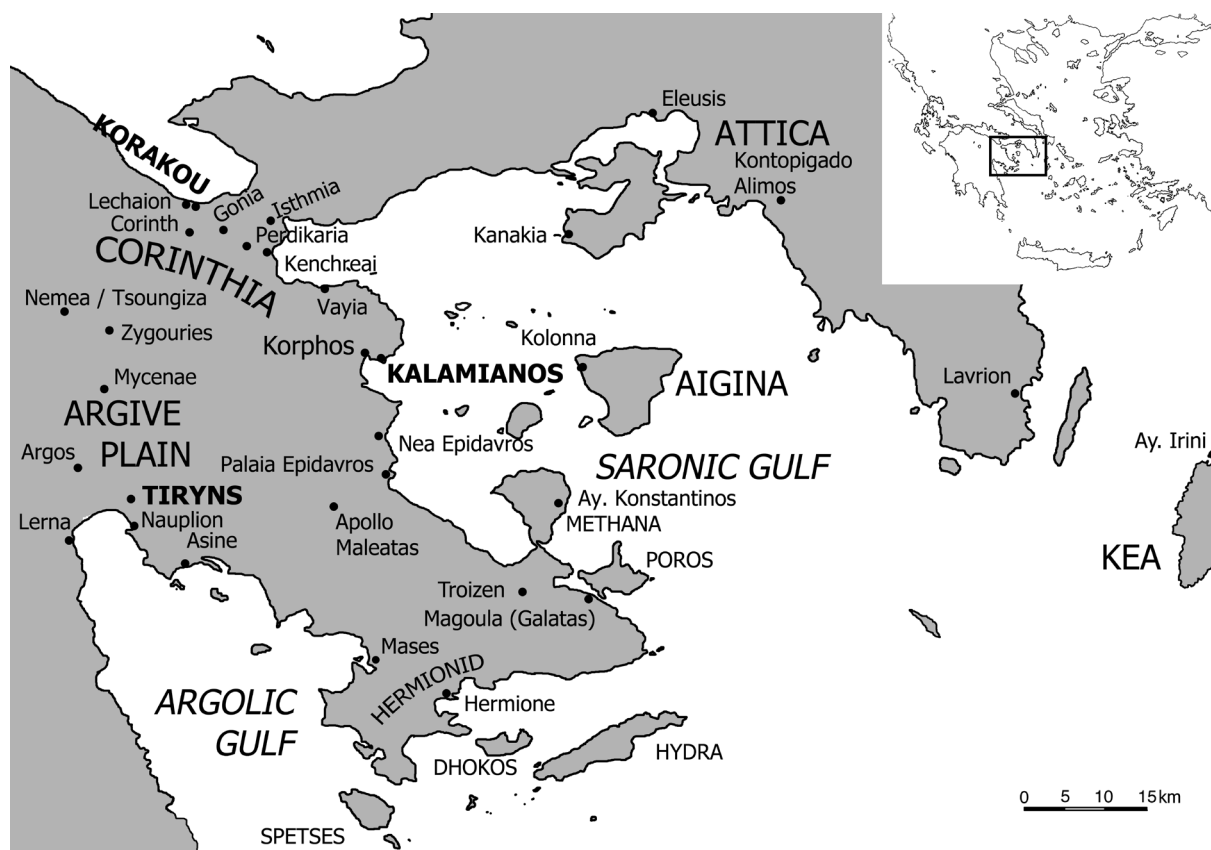 Eleusis
ATTICA
Kontopigado
Alimos
KORAKOU
Lechaion
Gonia
Isthmia
Corinth
Perdikaria
Kanakia
CORINTHIA
Kenchreai
Nemea / Tsoungiza
Vayia
Zygouries
Korphos
Kolonna
KALAMIANOS
AIGINA
Mycenae
Lavrion
ARGIVE
PLAIN
Argos
Nea Epidavros
Ay. Irini
Palaia Epidavros
SARONIC GULF
TIRYNS
Ay. Konstantinos
METHANA
Lerna
Nauplion
Asine
Apollo
Maleatas
POROS
KEA
Troizen
Magoula (Galatas)
Mases
HERMIONID
Hermione
ARGOLIC
GULF
DHOKOS
HYDRA
SPETSES
0 5 10 15km